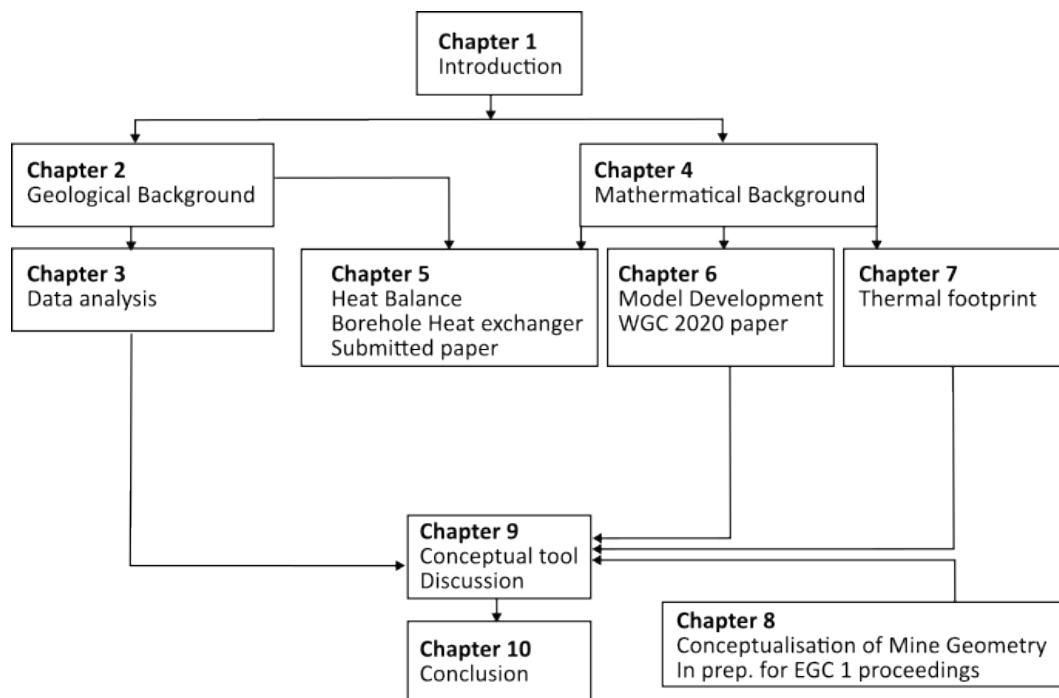 Chapter 1
Introduction
Chapter 2
Geological Background
Chapter 4
Mathermatical Background
Chapter 3
Data analysis
Chapter 5
Heat Balance
Borehole Heat exchanger
Submitted paper
Chapter 6
Model Development
WGC 2020 paper
Chapter 7
Thermal footprint
Chapter 9
Conceptual tool
Discussion
Chapter 8
Conceptualisation of Mine Geometry
In prep. for EGC 1 proceedings
Chapter 10
Conclusion